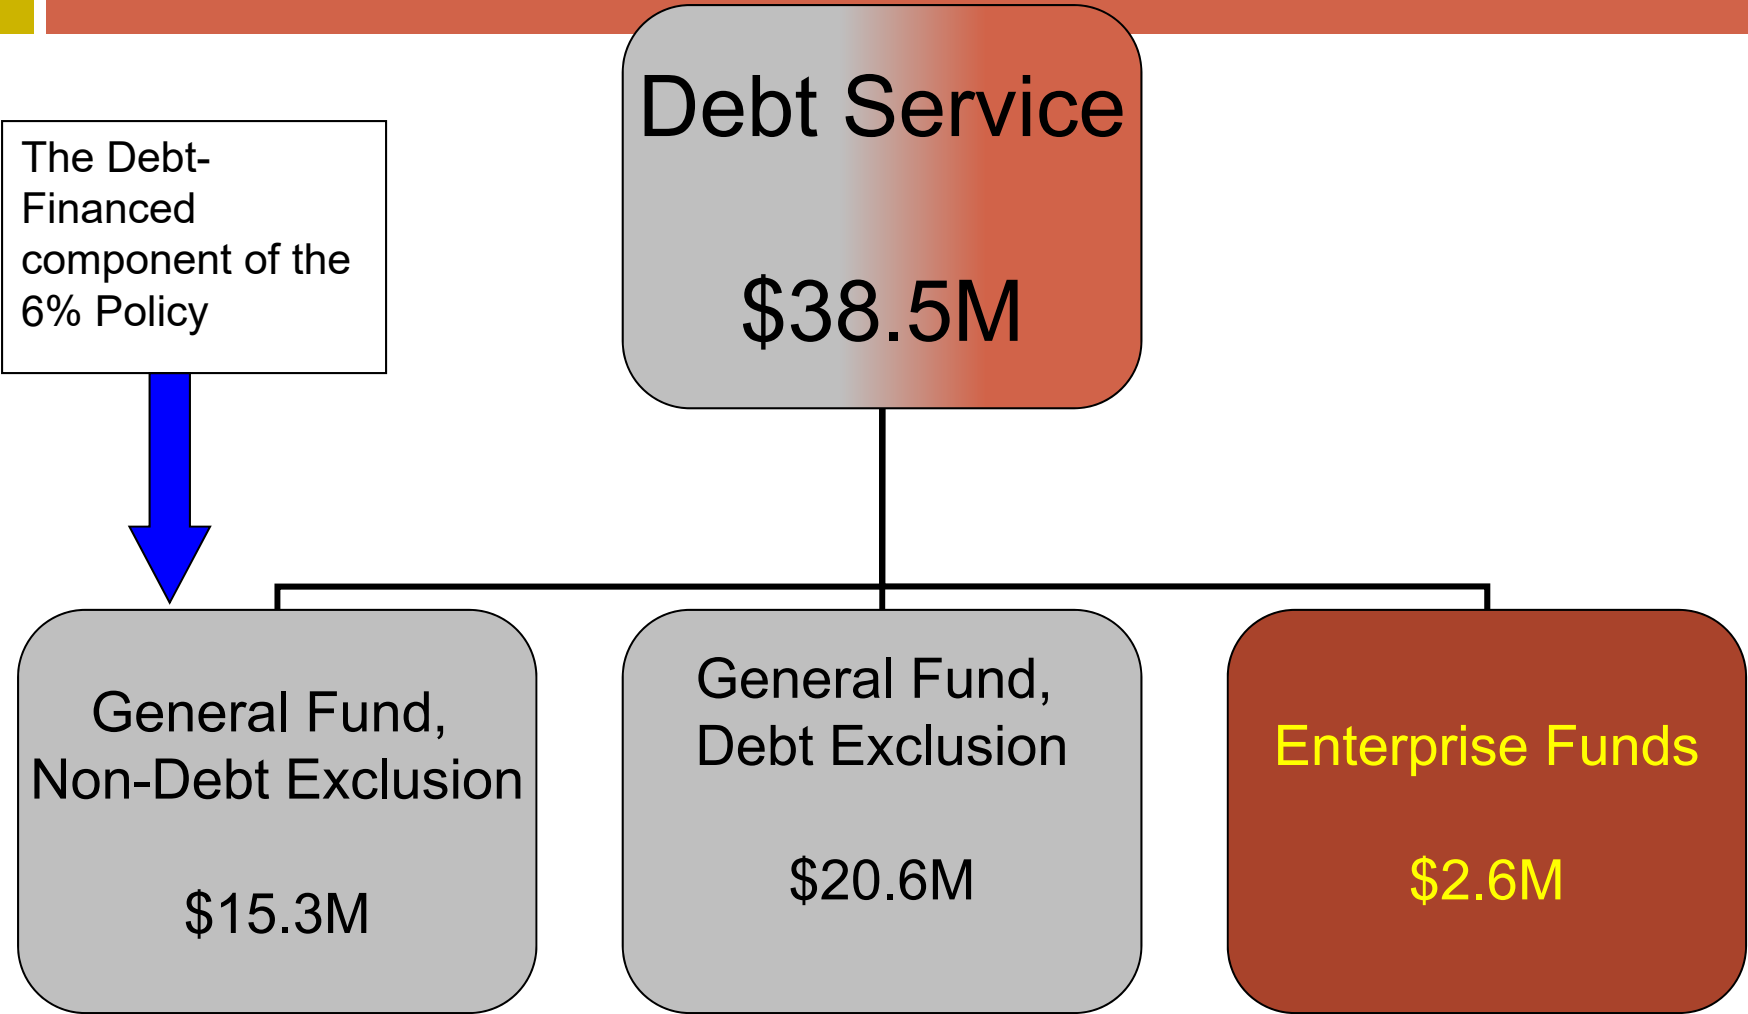 Debt Service
$38.5M
The Debt-
Financed
component of the
6% Policy
General Fund,
Non-Debt Exclusion
$15.3M
General Fund,
Debt Exclusion
$20.6M
Enterprise Funds
$2.6M